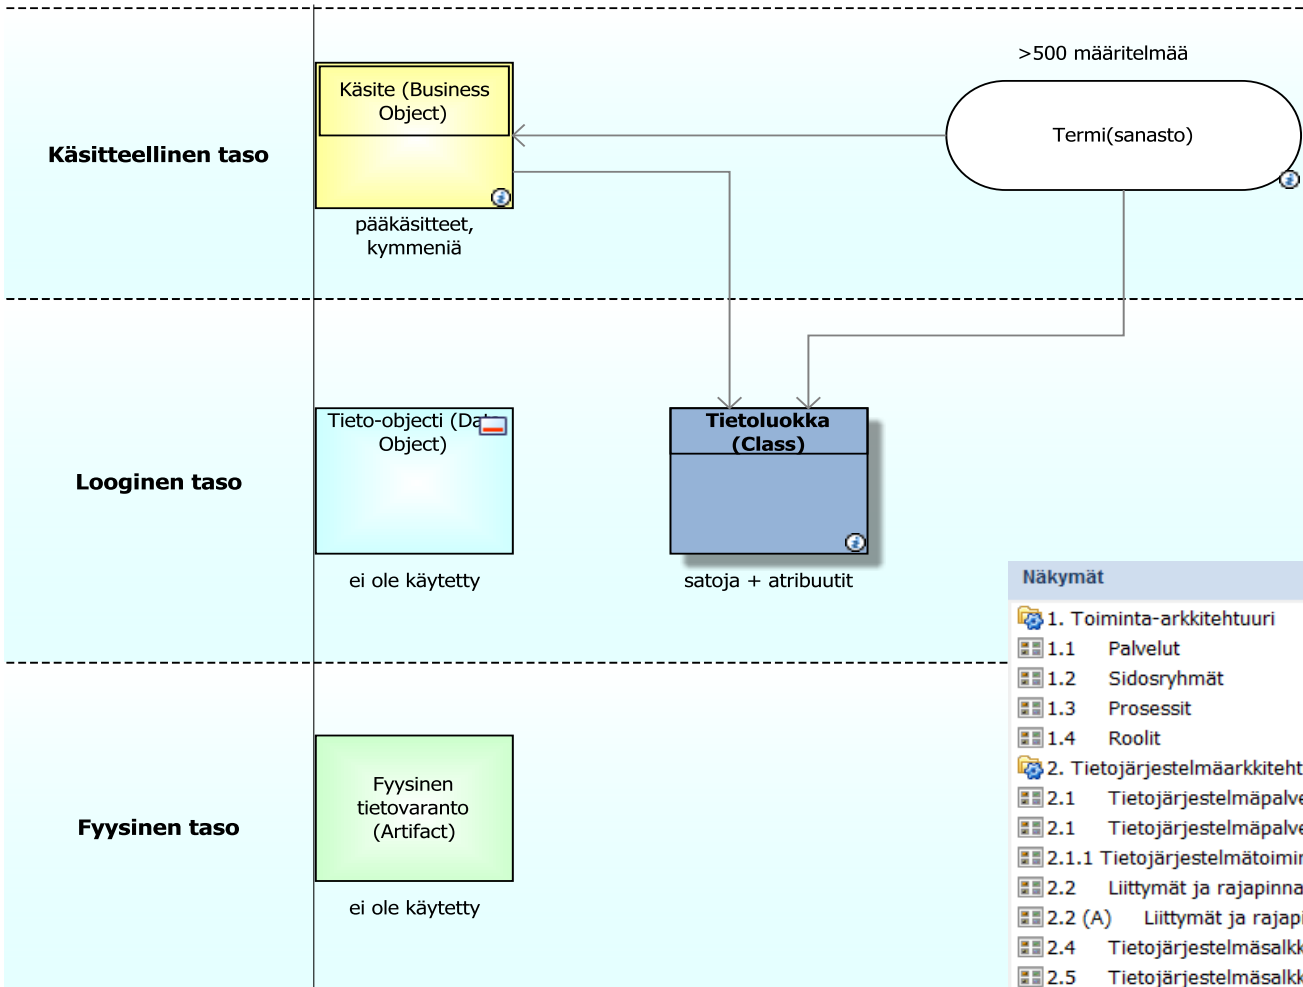 >500 määritelmää
Käsite (Business
Object)
Termi(sanasto)
Käsitteellinen taso
pääkäsitteet,
kymmeniä
Tieto-objecti (Data
Object)
Tietoluokka
(Class)
Looginen taso
ei ole käytetty
satoja + atribuutit
Fyysinen
tietovaranto
(Artifact)
Fyysinen taso
ei ole käytetty
Näkymät
1. Toiminta-arkkitehtuuri
1.1 Palvelut
1.2 Sidosryhmät
1.3 Prosessit
1.4 Roolit
2. Tietojärjestelmäarkkiteht
2.1 Tietojärjestelmäpalve
2.1 Tietojärjestelmäpalve
2.1.1 Tietojärjestelmätoimin
2.2 Liittymät ja rajapinna
2.2 (A) Liittymät ja rajapi
2.4 Tietojärjestelmäsalkk
2.5 Tietojärjestelmäsalkk